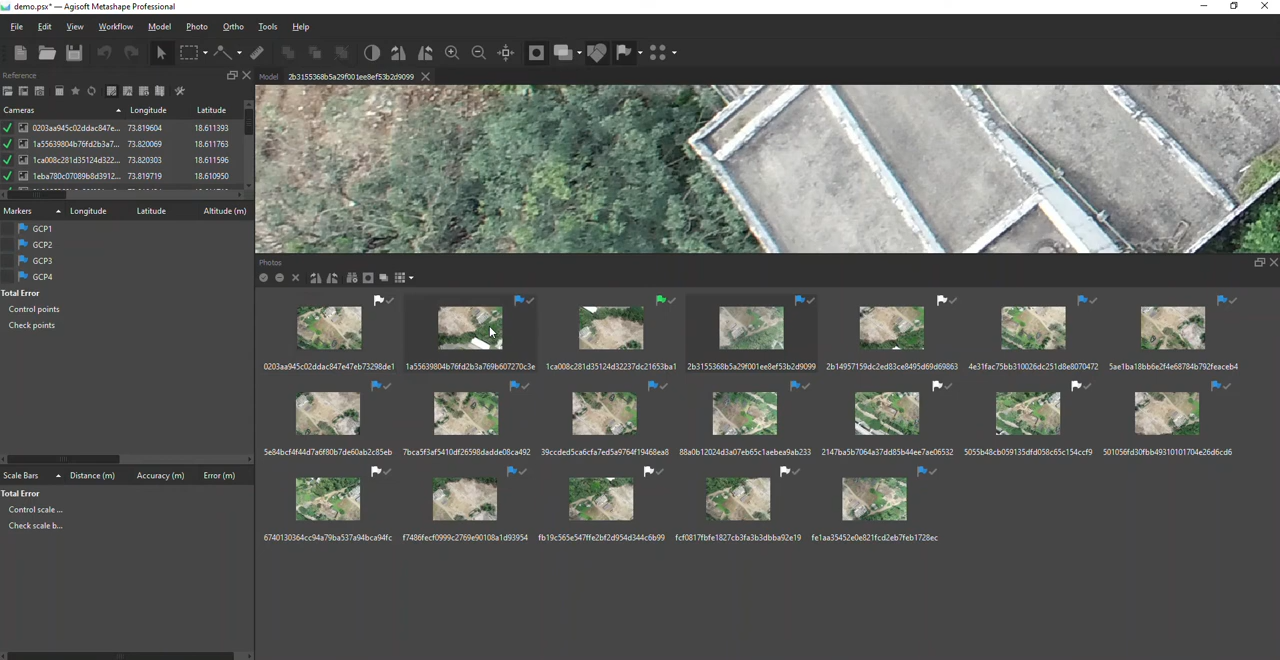 demo.psx* — Agisoft Metashape Professional
File Edit View Workflow Model Photo Ortho Tools Help
Reference
Model 2b3155368b5a29f001ee8ef53b2d9099
Cameras Longitude Latitude
0203aa945c02ddac847e... 73.819604 18.611393
1a55639804b76fd2b3a7... 73.820069 18.611763
1ca008c281d35124d322... 73.820303 18.611596
1eba780c07089b8d3912... 73.819719 18.610950
Markers Longitude Latitude Altitude (m)
GCP1
GCP2
GCP3
GCP4
Total Error
Control points
Check points
Scale Bars Distance (m) Accuracy (m) Error (m)
Total Error
Control scale ...
Check scale b...
Photos
0203aa945c02ddac847e47eb73298de1 1a55639804b76fd2b3a769b607270c3e 1ca008c281d35124d32237dc21653ba1 2b3155368b5a29f001ee8ef53b2d9099 2b14957159dc2ed83ce8495d69d69863 4e31fac75bb310026dc251d8e8070472 5ae1ba18bb6e2f4e68784b792feaceb4
5e84bcf4f44d7a6f80b7de60ab2c85eb 7bca5f3af5410df26598dadde08ca492 39ccded5ca6cfa7ed5a9764f19468ea8 88a0b12024d3a07eb65c1aebea9ab233 2147ba5b7064a37dd85b44ee7ae06532 5055b48cb059135dfd058c65c154ccf9 501056fd30fbb49310101704e26d6cd6
6740130364cc94a79ba537a94bca94fc f7486fecf0999c2769e90108a1d93954 fb19c565e547ffe2bf2d954d344c6b99 fcf0817fbfe1827cb3fa3b3dbba92e19 fe1aa35452e0e821fcd2eb7feb1728ec